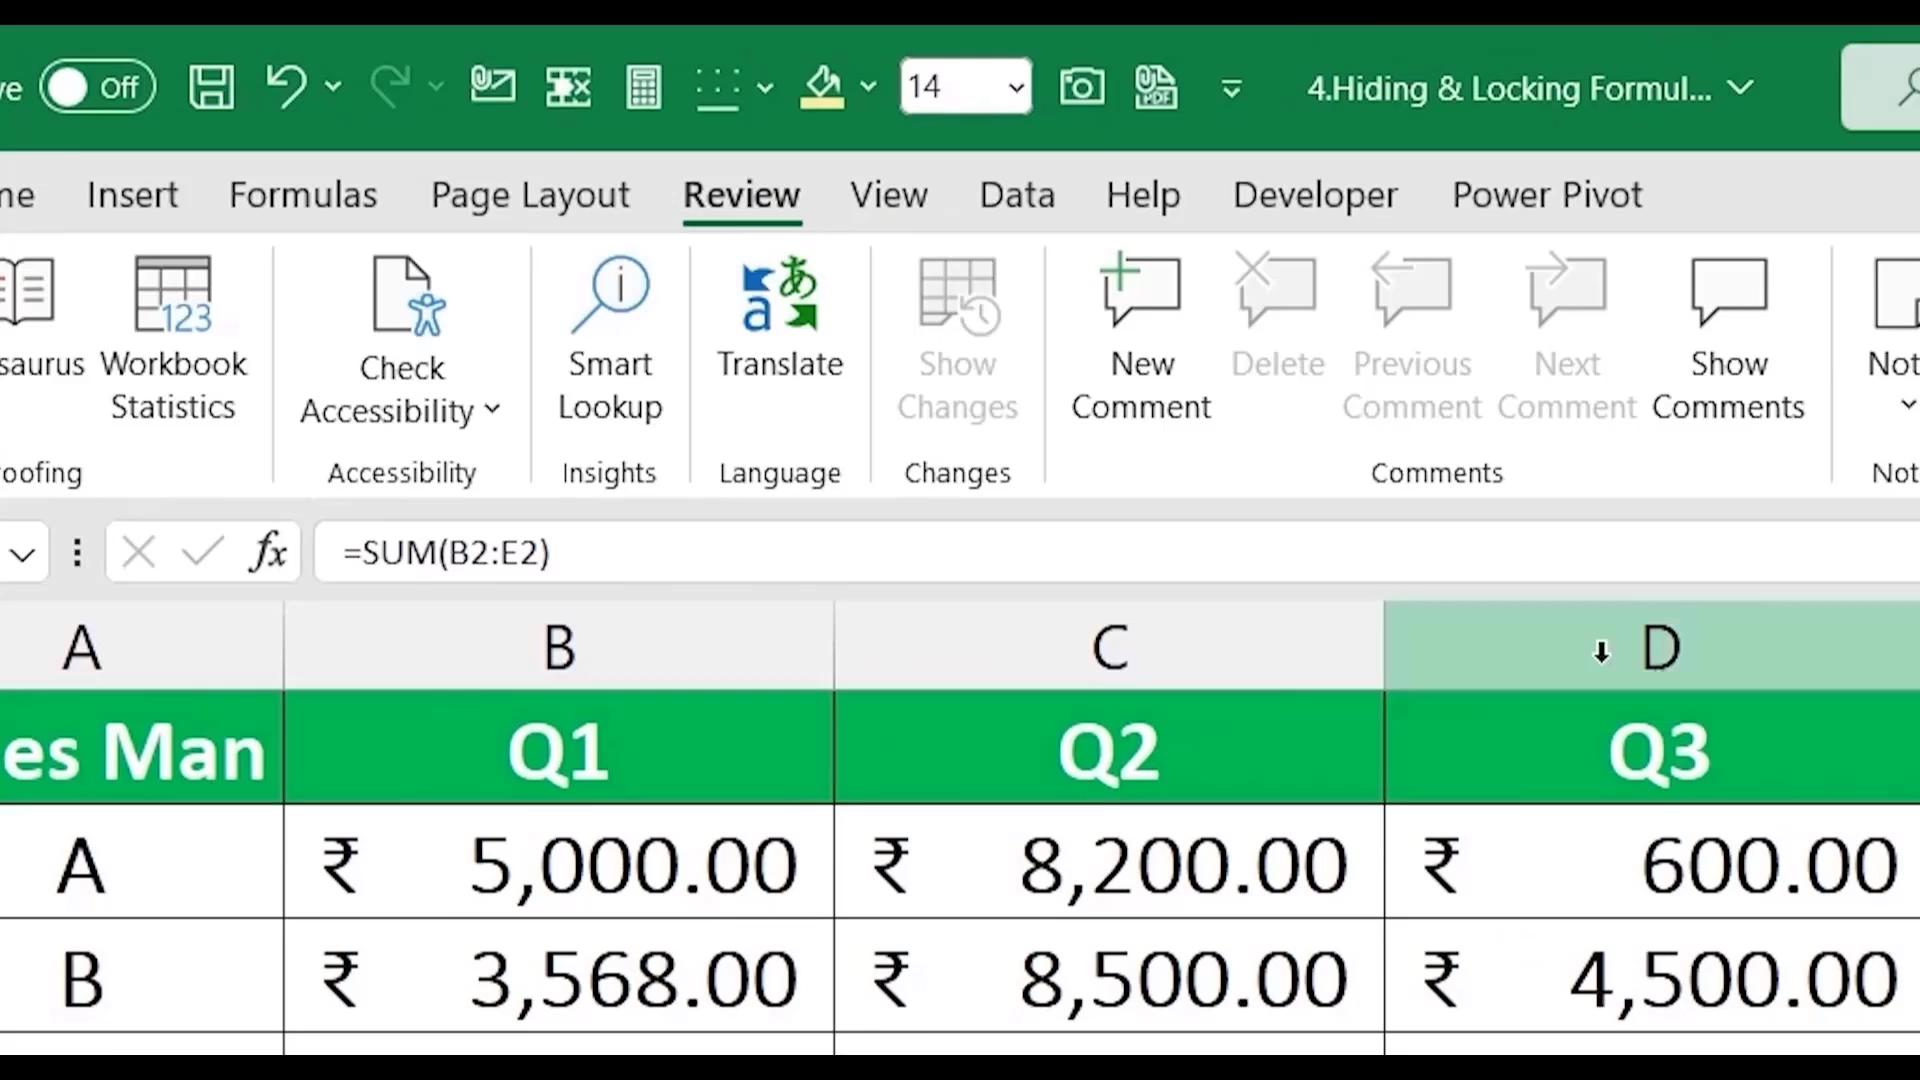 ve Off 14 4.Hiding & Locking Formul...
me Insert Formulas Page Layout Review View Data Help Developer Power Pivot
saurus Workbook Statistics Check Accessibility Smart Lookup Translate Show Changes New Comment Delete Previous Comment Next Comment Show Comments Not
oofing Accessibility Insights Language Changes Comments Not
fx =SUM(B2:E2)
A B C D
es Man Q1 Q2 Q3
A ₹ 5,000.00 ₹ 8,200.00 ₹ 600.00
B ₹ 3,568.00 ₹ 8,500.00 ₹ 4,500.00